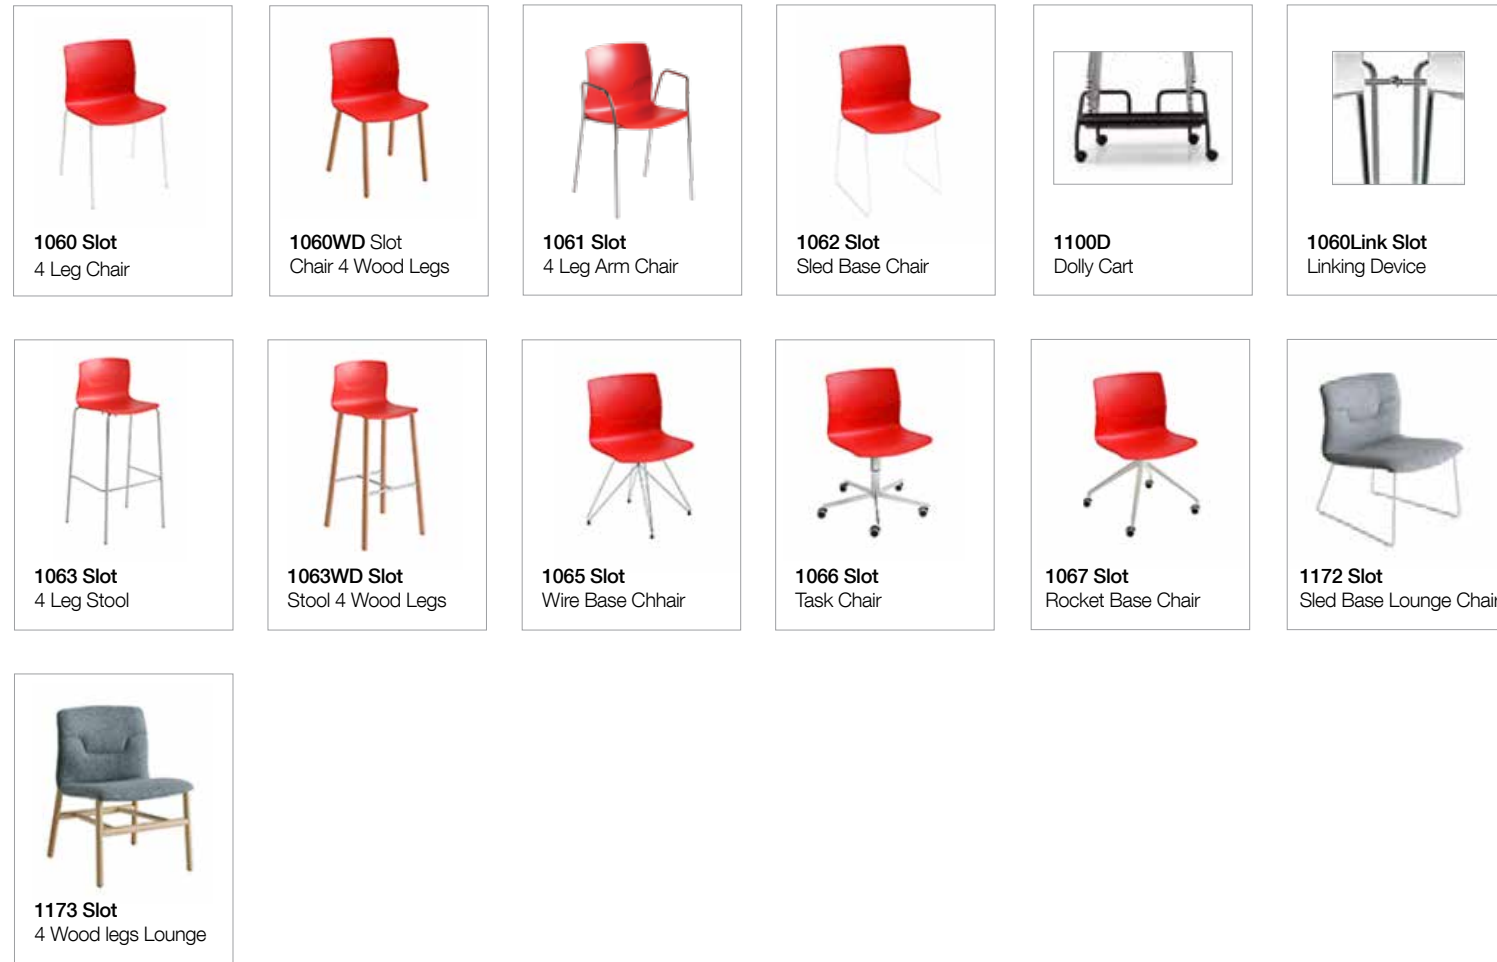 1060 Slot
4 Leg Chair
1060WD Slot
Chair 4 Wood Legs
1061 Slot
4 Leg Arm Chair
1062 Slot
Sled Base Chair
1100D
Dolly Cart
1060Link Slot
Linking Device
1063 Slot
4 Leg Stool
1063WD Slot
Stool 4 Wood Legs
1065 Slot
Wire Base Chhair
1066 Slot
Task Chair
1067 Slot
Rocket Base Chair
1172 Slot
Sled Base Lounge Chair
1173 Slot
4 Wood legs Lounge